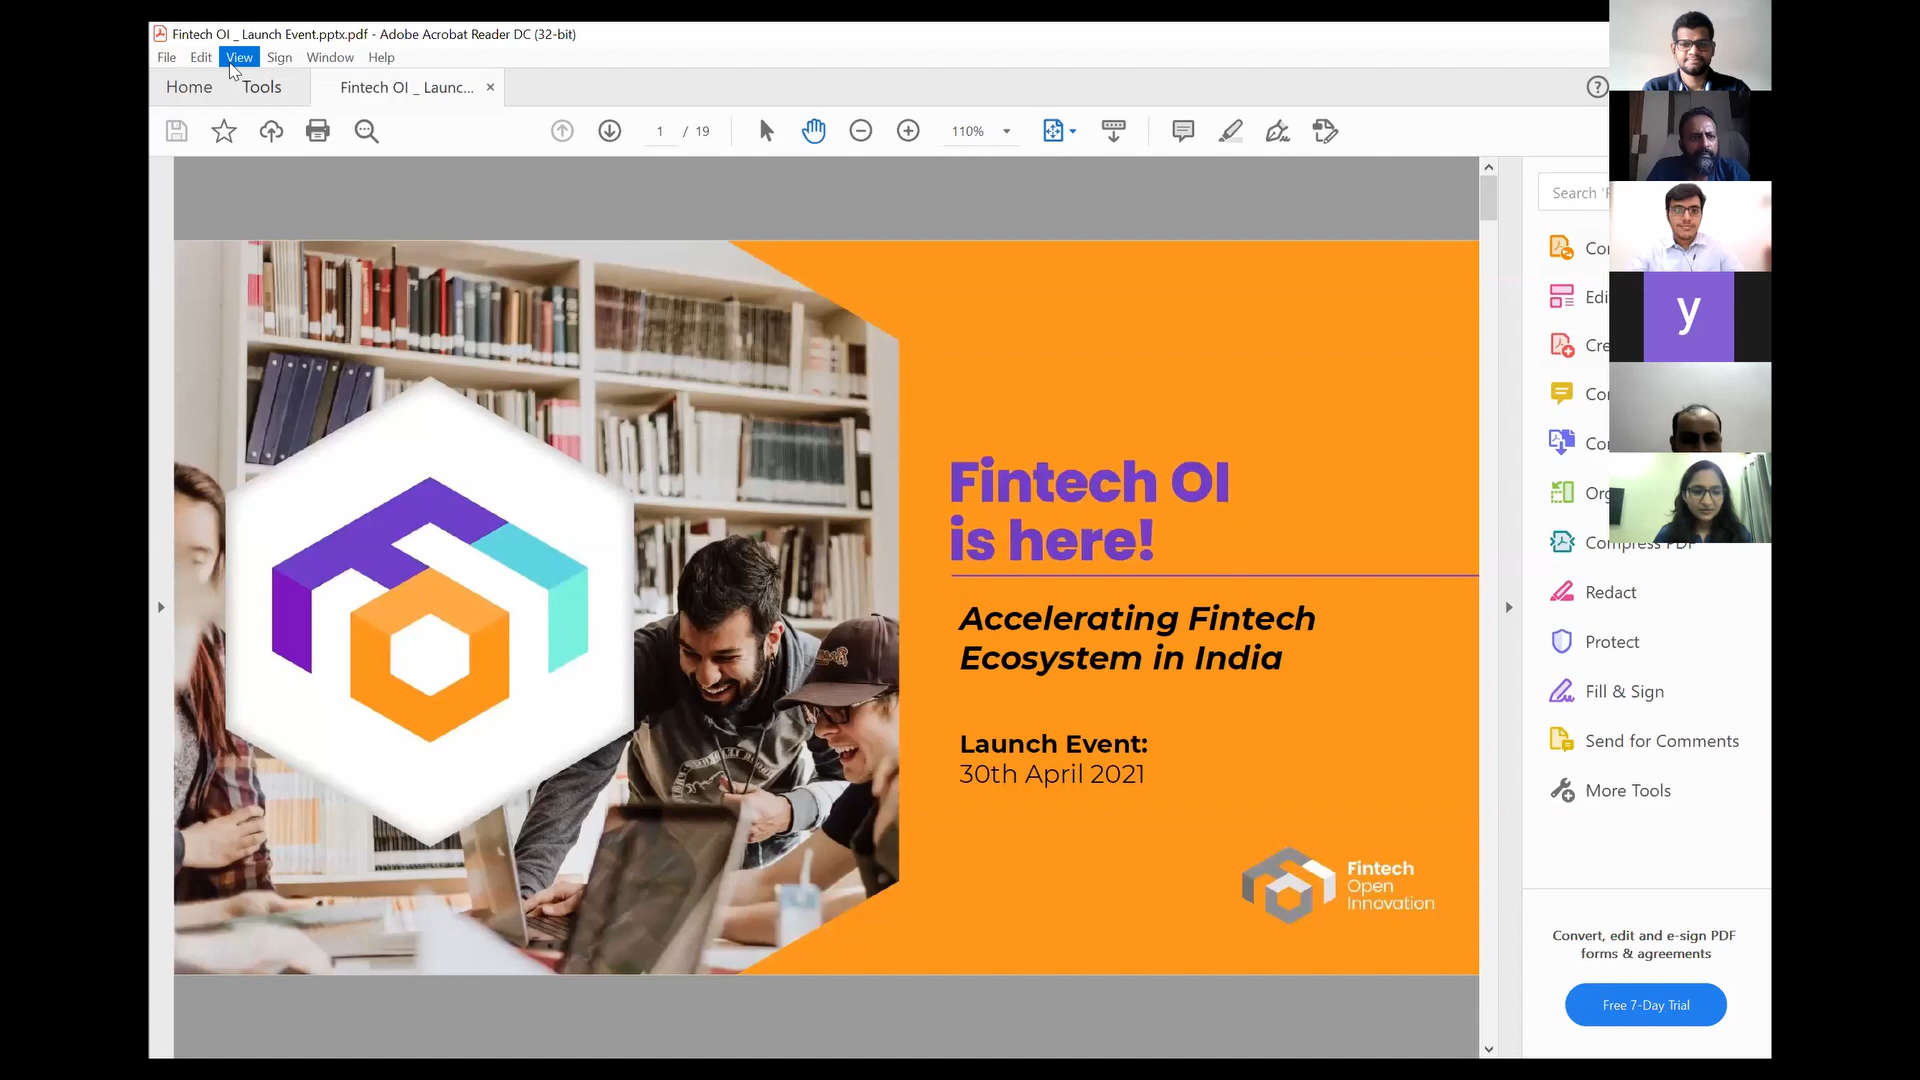 Fintech OI _ Launch Event.pptx.pdf - Adobe Acrobat Reader DC (32-bit)
File Edit View Sign Window Help
Home Tools Fintech OI _ Launc... ×
1 / 19 110%
Search
Fintech OI
is here!
Accelerating Fintech
Ecosystem in India
Launch Event:
30th April 2021
Fintech
Open
Innovation
y
Compress PDF
Redact
Protect
Fill & Sign
Send for Comments
More Tools
Convert, edit and e-sign PDF
forms & agreements
Free 7-Day Trial